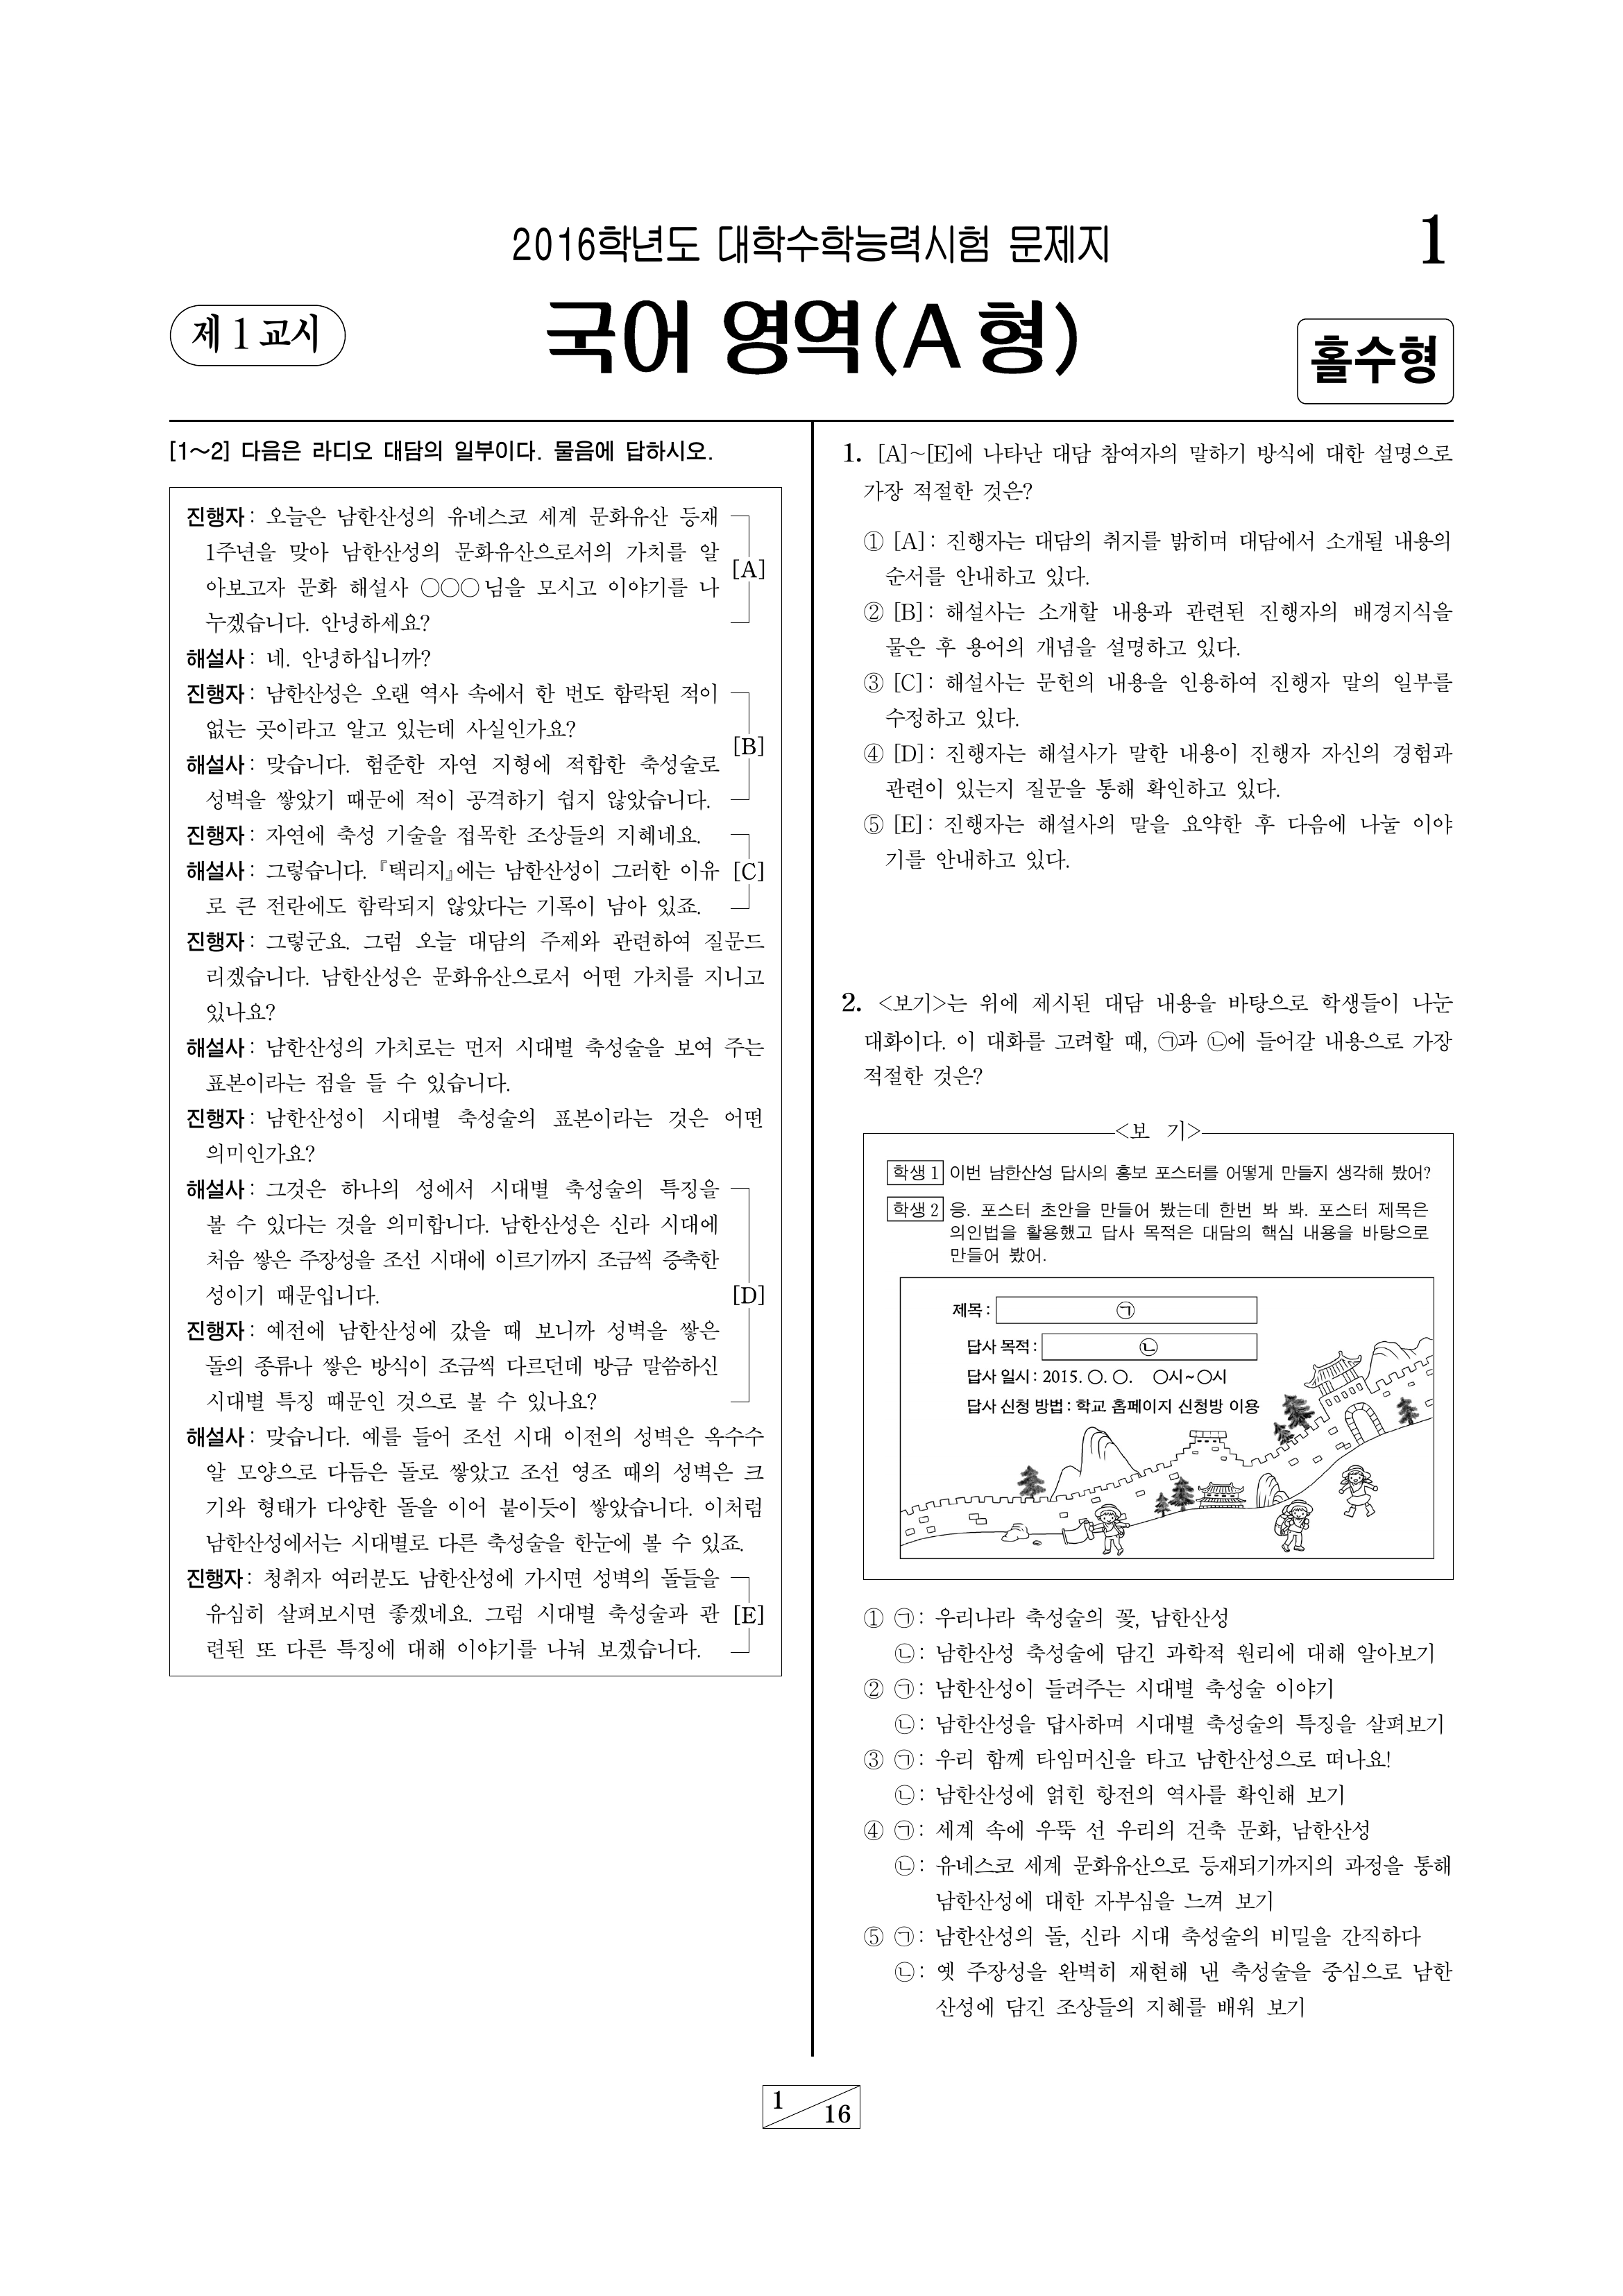 2016학년도 대학수학능력시험 문제지
1
제 1 교시
국어 영역(A 형)
홀수형
[1～2] 다음은 라디오 대담의 일부이다. 물음에 답하시오.
진행자 : 오늘은 남한산성의 유네스코 세계 문화유산 등재
1주년을 맞아 남한산성의 문화유산으로서의 가치를 알
아보고자 문화 해설사 ○○○ 님을 모시고 이야기를 나
누겠습니다. 안녕하세요?
[A]
해설사 : 네. 안녕하십니까?
진행자 : 남한산성은 오랜 역사 속에서 한 번도 함락된 적이
없는 곳이라고 알고 있는데 사실인가요?
해설사 : 맞습니다. 험준한 자연 지형에 적합한 축성술로
성벽을 쌓았기 때문에 적이 공격하기 쉽지 않았습니다.
[B]
진행자 : 자연에 축성 기술을 접목한 조상들의 지혜네요.
해설사 : 그렇습니다. 『택리지』에는 남한산성이 그러한 이유
로 큰 전란에도 함락되지 않았다는 기록이 남아 있죠.
[C]
진행자 : 그렇군요. 그럼 오늘 대담의 주제와 관련하여 질문드
리겠습니다. 남한산성은 문화유산으로서 어떤 가치를 지니고
있나요?
해설사 : 남한산성의 가치로는 먼저 시대별 축성술을 보여 주는
표본이라는 점을 들 수 있습니다.
진행자 : 남한산성이 시대별 축성술의 표본이라는 것은 어떤
의미인가요?
해설사 : 그것은 하나의 성에서 시대별 축성술의 특징을
볼 수 있다는 것을 의미합니다. 남한산성은 신라 시대에
처음 쌓은 주장성을 조선 시대에 이르기까지 조금씩 증축한
성이기 때문입니다.
진행자 : 예전에 남한산성에 갔을 때 보니까 성벽을 쌓은
돌의 종류나 쌓은 방식이 조금씩 다르던데 방금 말씀하신
시대별 특징 때문인 것으로 볼 수 있나요?
[D]
해설사 : 맞습니다. 예를 들어 조선 시대 이전의 성벽은 옥수수
알 모양으로 다듬은 돌로 쌓았고 조선 영조 때의 성벽은 크
기와 형태가 다양한 돌을 이어 붙이듯이 쌓았습니다. 이처럼
남한산성에서는 시대별로 다른 축성술을 한눈에 볼 수 있죠.
진행자 : 청취자 여러분도 남한산성에 가시면 성벽의 돌들을
유심히 살펴보시면 좋겠네요. 그럼 시대별 축성술과 관
련된 또 다른 특징에 대해 이야기를 나눠 보겠습니다.
[E]
1. [A]~[E]에 나타난 대담 참여자의 말하기 방식에 대한 설명으로
가장 적절한 것은?
① [A] : 진행자는 대담의 취지를 밝히며 대담에서 소개될 내용의
순서를 안내하고 있다.
② [B] : 해설사는 소개할 내용과 관련된 진행자의 배경지식을
물은 후 용어의 개념을 설명하고 있다.
③ [C] : 해설사는 문헌의 내용을 인용하여 진행자 말의 일부를
수정하고 있다.
④ [D] : 진행자는 해설사가 말한 내용이 진행자 자신의 경험과
관련이 있는지 질문을 통해 확인하고 있다.
⑤ [E] : 진행자는 해설사의 말을 요약한 후 다음에 나눌 이야
기를 안내하고 있다.
2. <보기>는 위에 제시된 대담 내용을 바탕으로 학생들이 나눈
대화이다. 이 대화를 고려할 때, ㉠과 ㉡에 들어갈 내용으로 가장
적절한 것은?
<보 기>
학생 1 이번 남한산성 답사의 홍보 포스터를 어떻게 만들지 생각해 봤어?
학생 2 응. 포스터 초안을 만들어 봤는데 한번 봐 봐. 포스터 제목은
의인법을 활용했고 답사 목적은 대담의 핵심 내용을 바탕으로
만들어 봤어.
제목 : ㉠
답사 목적 : ㉡
답사 일시 : 2015. ○. ○. ○시~○시
답사 신청 방법 : 학교 홈페이지 신청방 이용
① ㉠ : 우리나라 축성술의 꽃, 남한산성
㉡ : 남한산성 축성술에 담긴 과학적 원리에 대해 알아보기
② ㉠ : 남한산성이 들려주는 시대별 축성술 이야기
㉡ : 남한산성을 답사하며 시대별 축성술의 특징을 살펴보기
③ ㉠ : 우리 함께 타임머신을 타고 남한산성으로 떠나요!
㉡ : 남한산성에 얽힌 항전의 역사를 확인해 보기
④ ㉠ : 세계 속에 우뚝 선 우리의 건축 문화, 남한산성
㉡ : 유네스코 세계 문화유산으로 등재되기까지의 과정을 통해
남한산성에 대한 자부심을 느껴 보기
⑤ ㉠ : 남한산성의 돌, 신라 시대 축성술의 비밀을 간직하다
㉡ : 옛 주장성을 완벽히 재현해 낸 축성술을 중심으로 남한
산성에 담긴 조상들의 지혜를 배워 보기
1
16